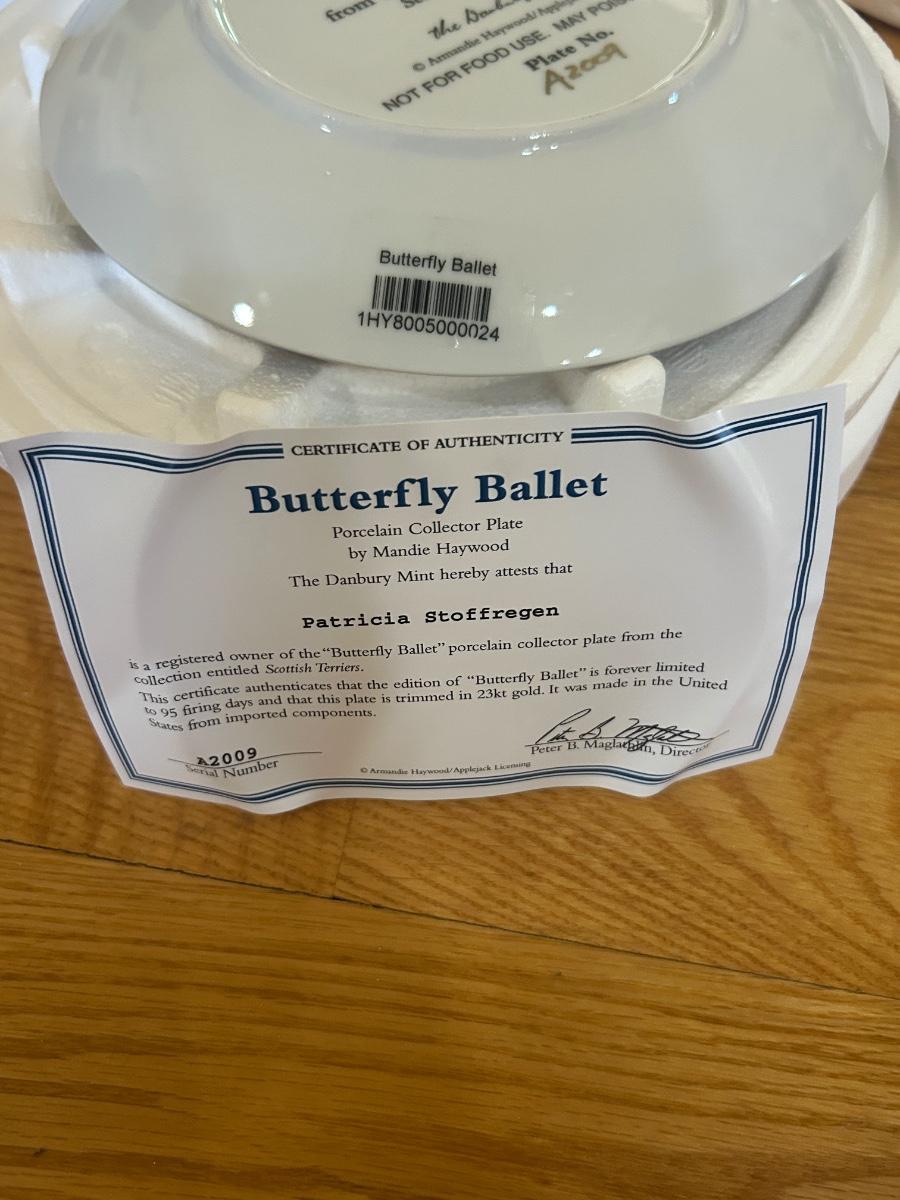 from
the Danbury
© Armandie Haywood/Applejack
NOT FOR FOOD USE. MAY POISON
Plate No.
A2009
Butterfly Ballet
1HY8005000024
CERTIFICATE OF AUTHENTICITY
Butterfly Ballet
Porcelain Collector Plate
by Mandie Haywood
The Danbury Mint hereby attests that
Patricia Stoffregen
is a registered owner of the “Butterfly Ballet” porcelain collector plate from the
collection entitled Scottish Terriers.
This certificate authenticates that the edition of “Butterfly Ballet” is forever limited
to 95 firing days and that this plate is trimmed in 23kt gold. It was made in the United
States from imported components.
A2009
Serial Number
Peter B. Maglathlin, Director
© Armandie Haywood/Applejack Licensing